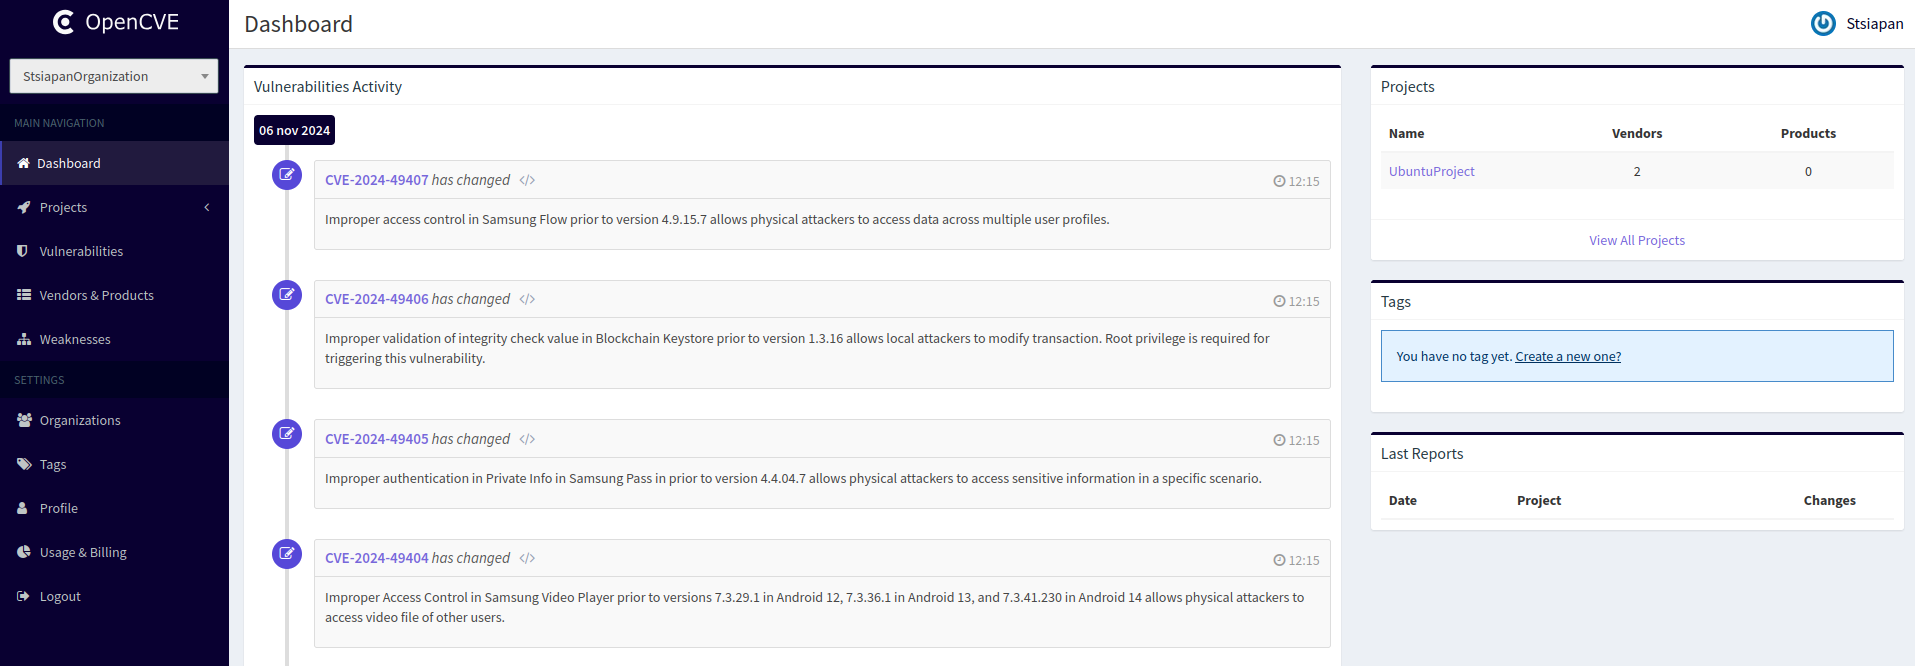 OpenCVE
StsiapanOrganization
MAIN NAVIGATION
Dashboard
Projects
Vulnerabilities
Vendors & Products
Weaknesses
SETTINGS
Organizations
Tags
Profile
Usage & Billing
Logout
Dashboard
Stsiapan
Vulnerabilities Activity
06 nov 2024
CVE-2024-49407 has changed </> 12:15
Improper access control in Samsung Flow prior to version 4.9.15.7 allows physical attackers to access data across multiple user profiles.
CVE-2024-49406 has changed </> 12:15
Improper validation of integrity check value in Blockchain Keystore prior to version 1.3.16 allows local attackers to modify transaction. Root privilege is required for
triggering this vulnerability.
CVE-2024-49405 has changed </> 12:15
Improper authentication in Private Info in Samsung Pass in prior to version 4.4.04.7 allows physical attackers to access sensitive information in a specific scenario.
CVE-2024-49404 has changed </> 12:15
Improper Access Control in Samsung Video Player prior to versions 7.3.29.1 in Android 12, 7.3.36.1 in Android 13, and 7.3.41.230 in Android 14 allows physical attackers to
access video file of other users.
Projects
Name Vendors Products
UbuntuProject 2 0
View All Projects
Tags
You have no tag yet. Create a new one?
Last Reports
Date Project Changes